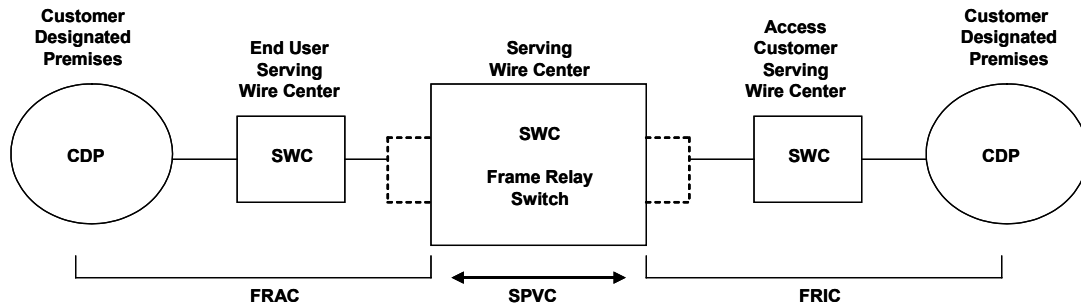 Customer
Designated
Premises
End User
Serving
Wire Center
Serving
Wire Center
Access
Customer
Serving
Wire Center
Customer
Designated
Premises
CDP
SWC
SWC
Frame Relay
Switch
SWC
CDP
FRAC
SPVC
FRIC